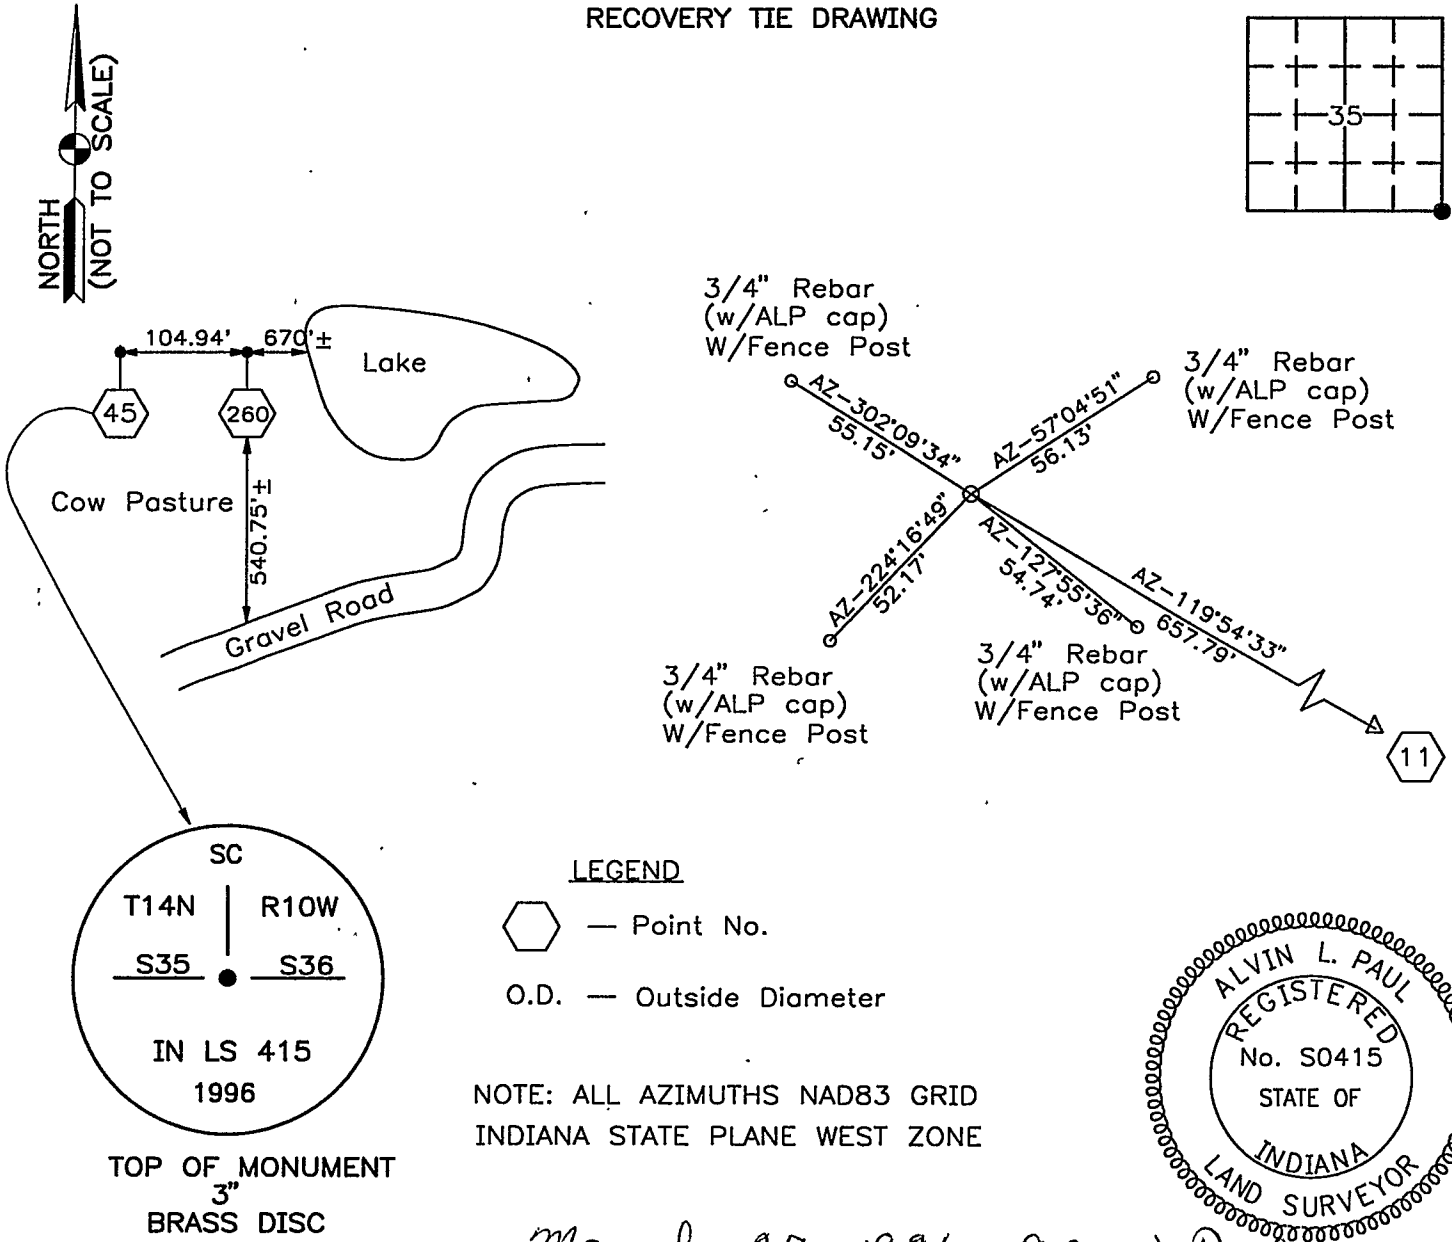 RECOVERY TIE DRAWING
NORTH
(NOT TO SCALE)
35
104.94'
670'±
Lake
45
260
Cow Pasture
540.75'±
Gravel Road
3/4" Rebar
(w/ALP cap)
W/Fence Post
3/4" Rebar
(w/ALP cap)
W/Fence Post
AZ-302°09'34"
55.15'
AZ-57°04'51"
56.13'
AZ-224°16'49"
52.17'
AZ-127°55'36"
54.74'
AZ-119°54'33"
657.79'
3/4" Rebar
(w/ALP cap)
W/Fence Post
3/4" Rebar
(w/ALP cap)
W/Fence Post
11
SC
T14N R10W
S35 S36
IN LS 415
1996
TOP OF MONUMENT
3"
BRASS DISC
LEGEND
— Point No.
O.D. — Outside Diameter
NOTE: ALL AZIMUTHS NAD83 GRID
INDIANA STATE PLANE WEST ZONE
ALVIN L. PAUL
REGISTERED
No. S0415
STATE OF
INDIANA
LAND SURVEYOR